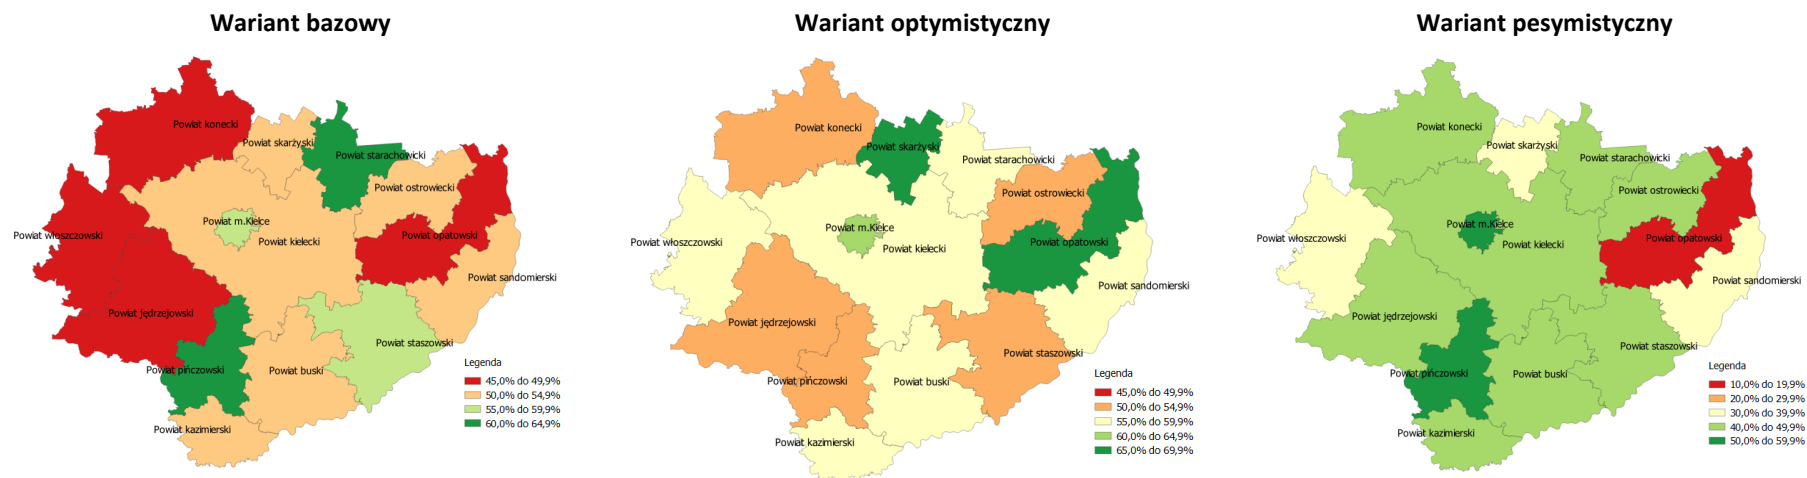 Wariant bazowy
Powiat konecki
Powiat skarżyski
Powiat starachowicki
Powiat ostrowiecki
Powiat m.Kielce
Powiat włoszczowski
Powiat kielecki
Powiat opatowski
Powiat sandomierski
Powiat jędrzejowski
Powiat staszowski
Powiat pińczowski
Powiat buski
Powiat kazimierski
Legenda
45,0% do 49,9%
50,0% do 54,9%
55,0% do 59,9%
60,0% do 64,9%
Wariant optymistyczny
Powiat konecki
Powiat skarżyski
Powiat starachowicki
Powiat ostrowiecki
Powiat m.Kielce
Powiat włoszczowski
Powiat kielecki
Powiat opatowski
Powiat sandomierski
Powiat jędrzejowski
Powiat staszowski
Powiat pińczowski
Powiat buski
Powiat kazimierski
Legenda
45,0% do 49,9%
50,0% do 54,9%
55,0% do 59,9%
60,0% do 64,9%
65,0% do 69,9%
Wariant pesymistyczny
Powiat konecki
Powiat skarżyski
Powiat starachowicki
Powiat ostrowiecki
Powiat m.Kielce
Powiat włoszczowski
Powiat kielecki
Powiat opatowski
Powiat sandomierski
Powiat jędrzejowski
Powiat staszowski
Powiat pińczowski
Powiat buski
Powiat kazimierski
Legenda
10,0% do 19,9%
20,0% do 29,9%
30,0% do 39,9%
40,0% do 49,9%
50,0% do 59,9%